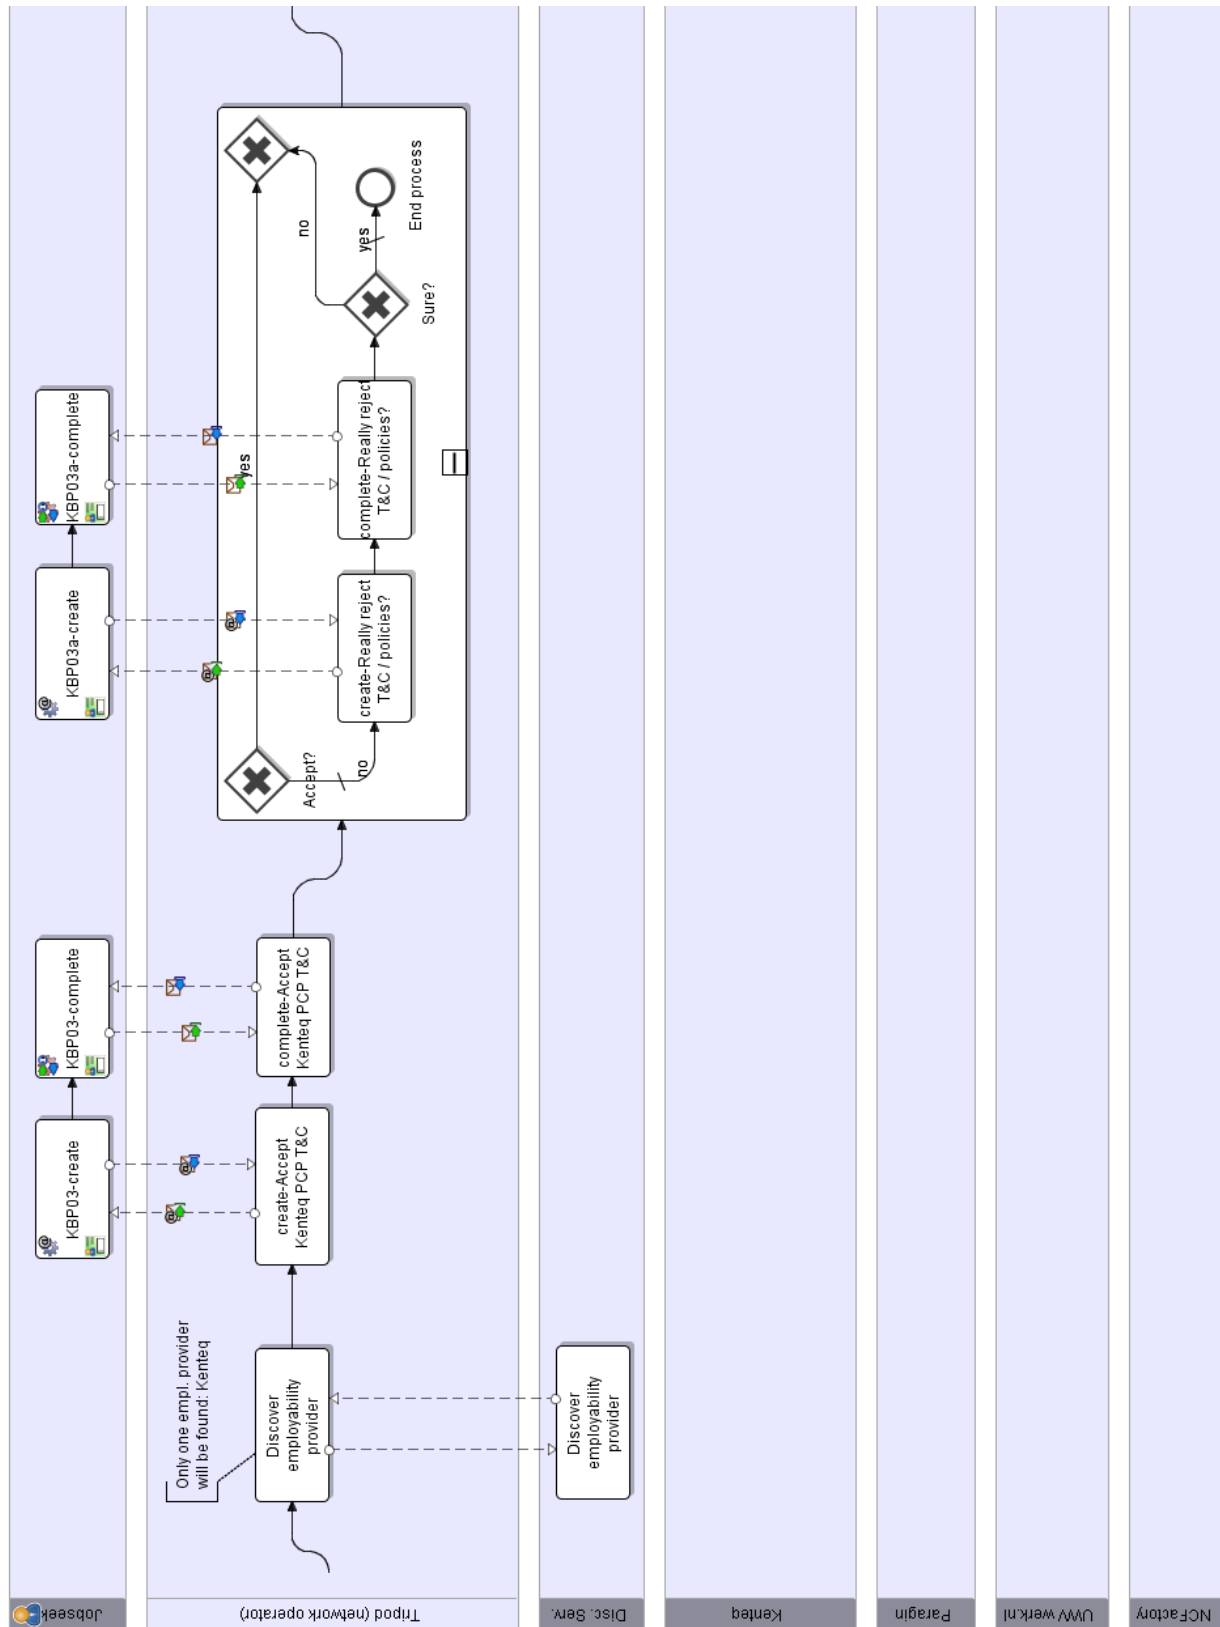 Jobseek
KBP03-create
KBP03-complete
KBP03a-create
KBP03a-complete
Tripod (network operator)
Only one empl. provider
will be found: Kenteq
Discover
employability
provider
create-Accept
Kenteq PCP T&C
complete-Accept
Kenteq PCP T&C
Accept?
yes
no
create-Really reject
T&C / policies?
complete-Really reject
T&C / policies?
Sure?
no
yes
End process
Disc. Serv.
Discover
employability
provider
Kenteq
Paragin
UWV werk.nl
NCFactory